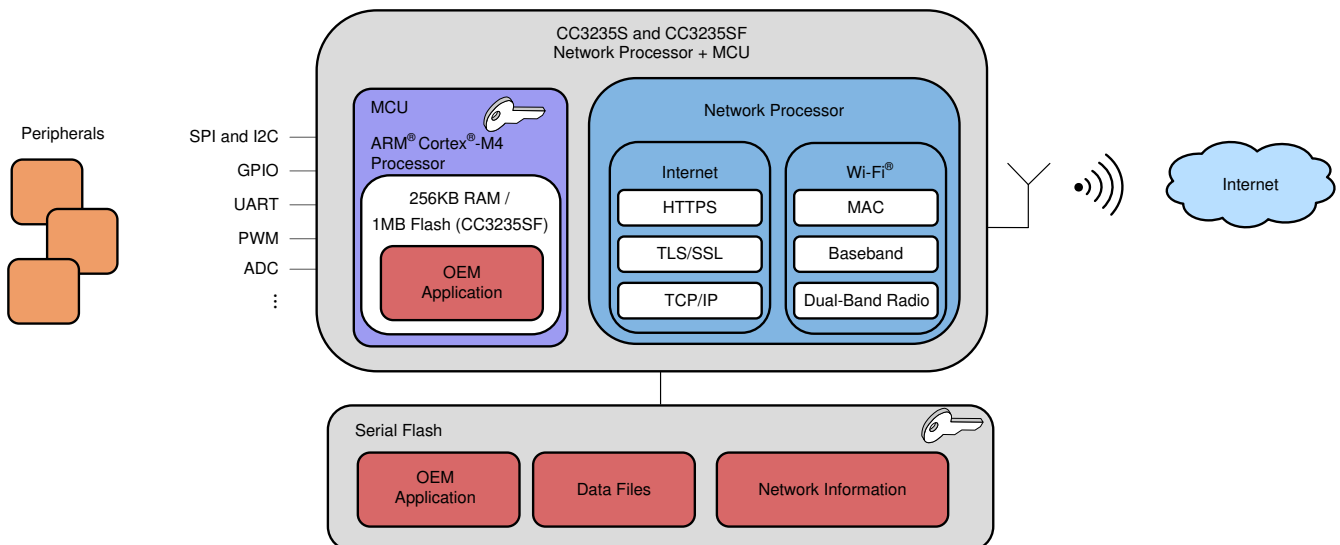 CC3235S and CC3235SF
Network Processor + MCU
Peripherals
SPI and I2C
GPIO
UART
PWM
ADC
⋮
MCU
ARM® Cortex®-M4
Processor
256KB RAM /
1MB Flash (CC3235SF)
OEM
Application
Network Processor
Internet
HTTPS
TLS/SSL
TCP/IP
Wi-Fi®
MAC
Baseband
Dual-Band Radio
Internet
Serial Flash
OEM
Application
Data Files
Network Information